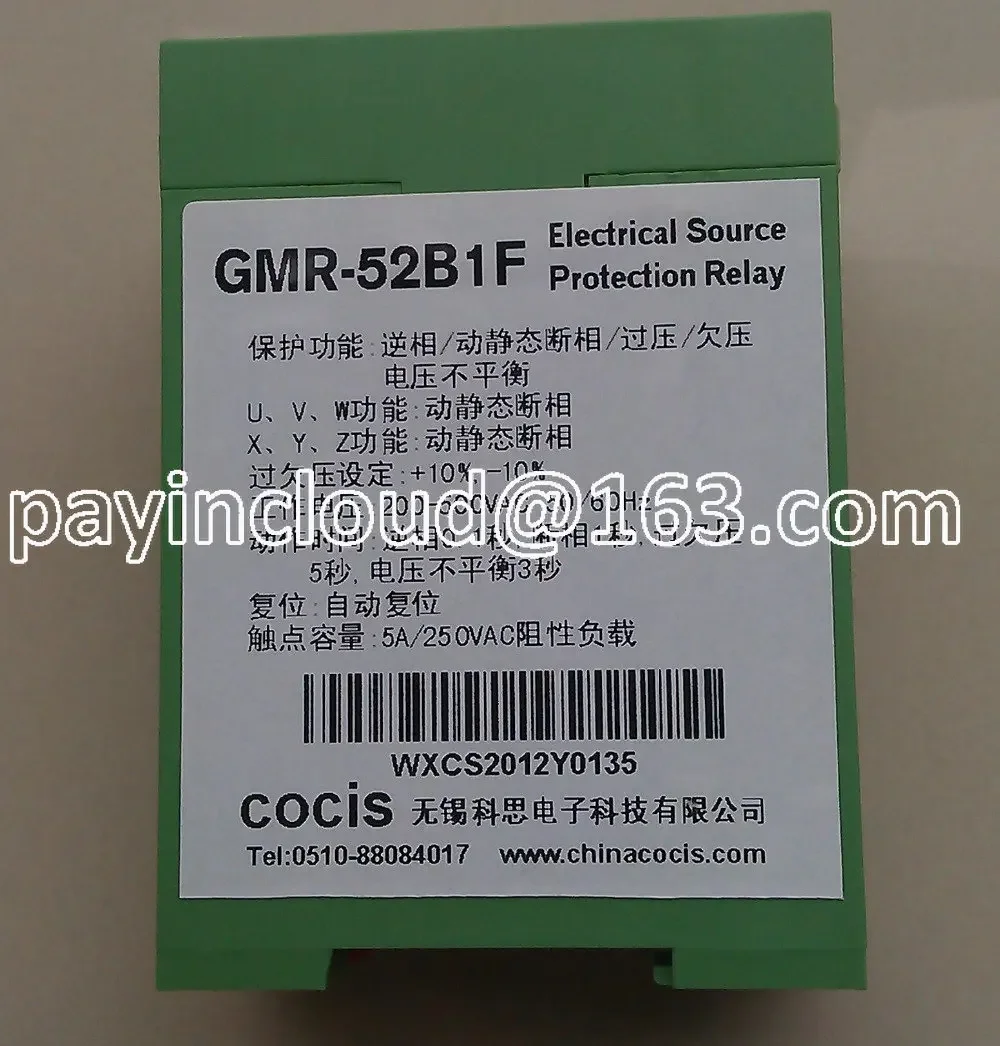 GMR-52B1F Electrical Source
Protection Relay
保护功能:逆相/动静态断相/过压/欠压
电压不平衡
U、V、W功能:动静态断相
X、Y、Z功能:动静态断相
过欠压设定:+10%,-10%
payincloud@163.com
5秒,电压不平衡3秒
复位:自动复位
触点容量:5A/250VAC阻性负载
WXCS2012Y0135
cocis 无锡科思电子科技有限公司
Tel:0510-88084017 www.chinacocis.com